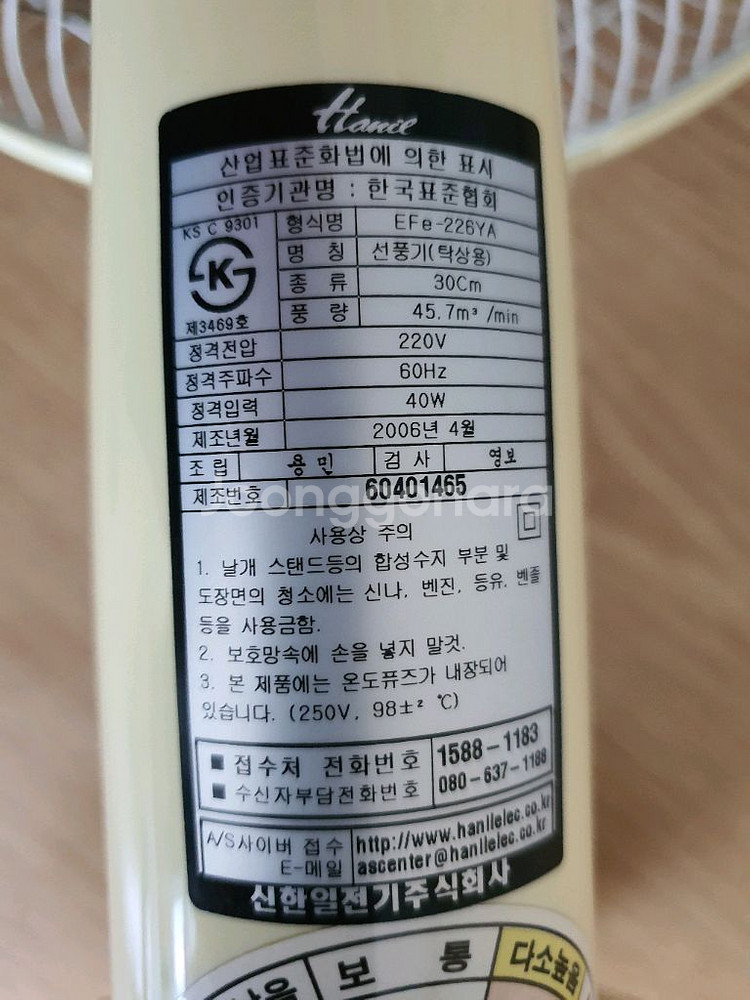 Hanil
산업표준화법에 의한 표시
인증기관명 : 한국표준협회
KS C 9301
K
제3469호
형식명 EFe-226YA
명 칭 선풍기(탁상용)
종 류 30Cm
풍 량 45.7m³ /min
정격전압 220V
정격주파수 60Hz
정격입력 40W
제조년월 2006년 4월
조 립 용 민 검 사 영보
제조번호 60401465
Joonggonara
사용상 주의
1. 날개 스탠드등의 합성수지 부분 및
도장면의 청소에는 신나, 벤진, 등유, 벤졸
등을 사용금함.
2. 보호망속에 손을 넣지 말것.
3. 본 제품에는 온도퓨즈가 내장되어
있습니다. (250V, 98±² ℃)
■ 접수처 전화번호 1588-1183
■ 수신자부담전화번호 080-637-1188
A/S사이버 접수 http://www.hanilelec.co.kr
E-메일 ascenter@hanilelec.co.kr
신한일전기주식회사
보 통 다소높음